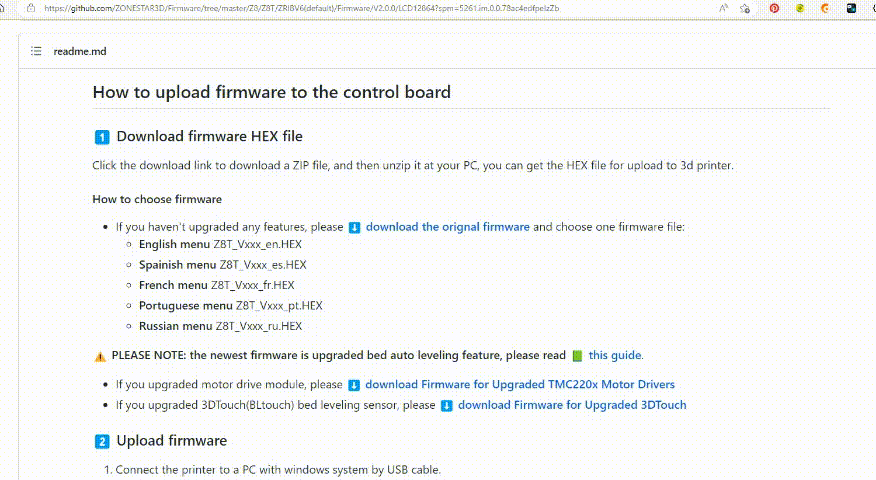 https://github.com/ZONESTAR3D/Firmware/tree/master/Z8/Z8T/ZRIBV6(default)/Firmware/V2.0.0/LCD12864?spm=5261.im.0.0.78ac4edfpelzZb
readme.md
How to upload firmware to the control board
1 Download firmware HEX file
Click the download link to download a ZIP file, and then unzip it at your PC, you can get the HEX file for upload to 3d printer.
How to choose firmware
If you haven't upgraded any features, please download the orignal firmware and choose one firmware file:
English menu Z8T_Vxxx_en.HEX
Spainish menu Z8T_Vxxx_es.HEX
French menu Z8T_Vxxx_fr.HEX
Portuguese menu Z8T_Vxxx_pt.HEX
Russian menu Z8T_Vxxx_ru.HEX
PLEASE NOTE: the newest firmware is upgraded bed auto leveling feature, please read this guide.
If you upgraded motor drive module, please download Firmware for Upgraded TMC220x Motor Drivers
If you upgraded 3DTouch(BLtouch) bed leveling sensor, please download Firmware for Upgraded 3DTouch
2 Upload firmware
1. Connect the printer to a PC with windows system by USB cable.